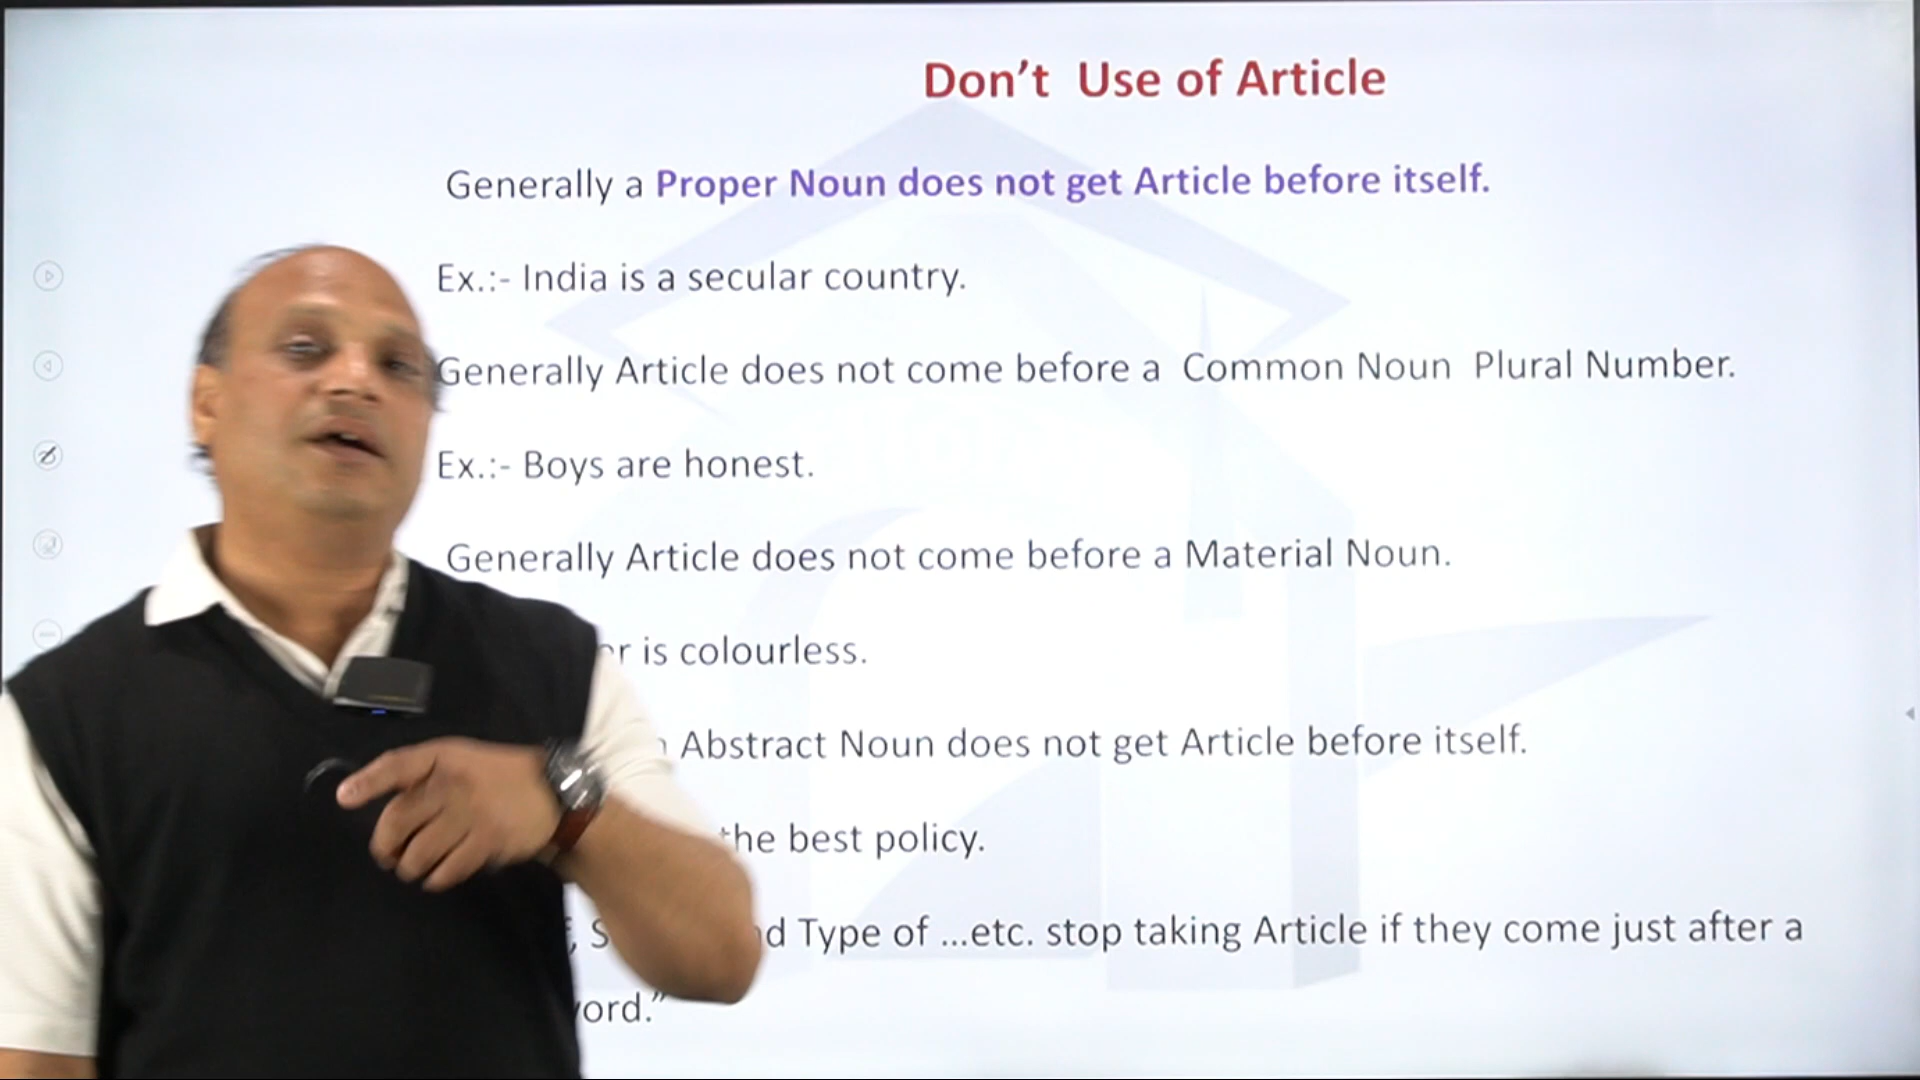 Don’t Use of Article
Generally a Proper Noun does not get Article before itself.
Ex.:- India is a secular country.
Generally Article does not come before a Common Noun Plural Number.
Ex.:- Boys are honest.
Generally Article does not come before a Material Noun.
is colourless.
Abstract Noun does not get Article before itself.
the best policy.
Type of ...etc. stop taking Article if they come just after a